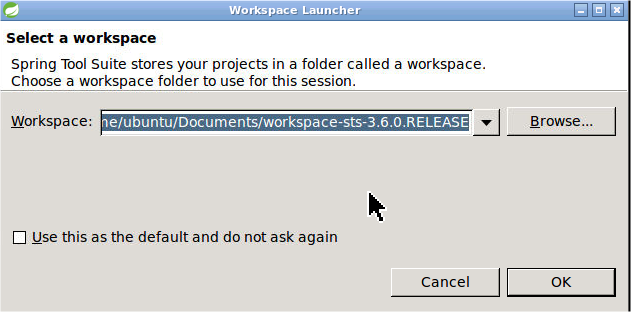 Workspace Launcher
Select a workspace
Spring Tool Suite stores your projects in a folder called a workspace.
Choose a workspace folder to use for this session.
Workspace: ne/ubuntu/Documents/workspace-sts-3.6.0.RELEASE Browse...
Use this as the default and do not ask again
Cancel OK